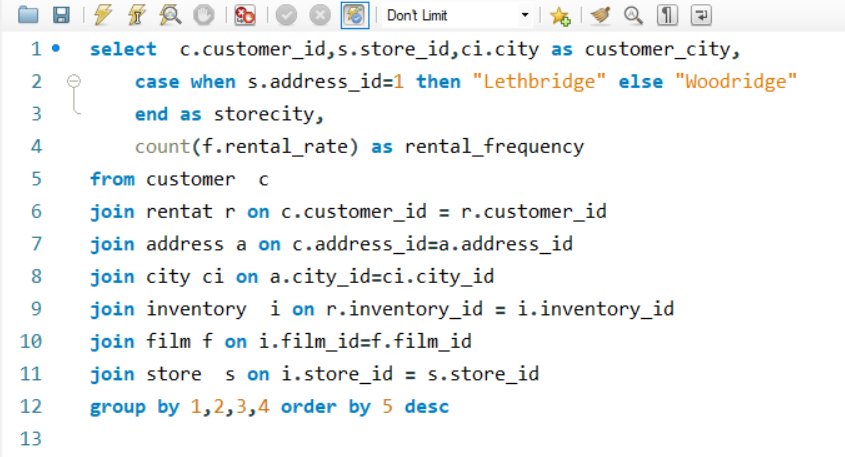 Don't Limit
1 select  c.customer_id,s.store_id,ci.city as customer_city,
2 case when s.address_id=1 then "Lethbridge" else "Woodridge"
3 end as storecity,
4 count(f.rental_rate) as rental_frequency
5 from customer  c
6 join rentat r on c.customer_id = r.customer_id
7 join address a on c.address_id=a.address_id
8 join city ci on a.city_id=ci.city_id
9 join inventory  i on r.inventory_id = i.inventory_id
10 join film f on i.film_id=f.film_id
11 join store  s on i.store_id = s.store_id
12 group by 1,2,3,4 order by 5 desc
13